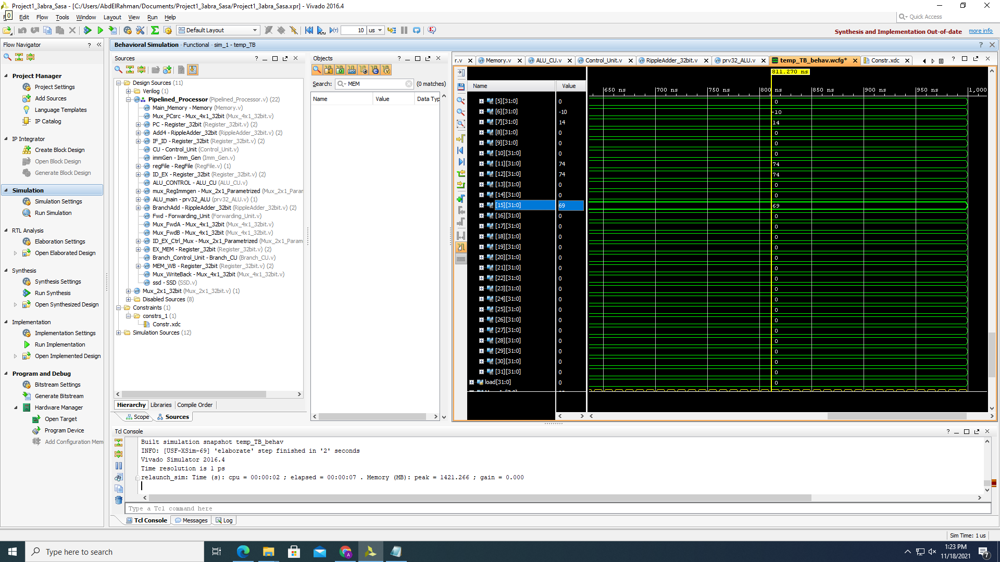 Project1_3abra_Sasa - [C:/Users/AbdElRahman/Documents/Project1_3abra_Sasa/Project1_3abra_Sasa.xpr] - Vivado 2016.4
0 Edit Flow Tools Window Layout View Run Help
Quick Access
Default Layout
10 us
Synthesis and Implementation Out-of-date more info
Flow Navigator
Project Manager
Project Settings
Add Sources
Language Templates
IP Catalog
IP Integrator
Create Block Design
Open Block Design
Generate Block Design
Simulation
Simulation Settings
Run Simulation
RTL Analysis
Elaboration Settings
Open Elaborated Design
Synthesis
Synthesis Settings
Run Synthesis
Open Synthesized Design
Implementation
Implementation Settings
Run Implementation
Open Implemented Design
Program and Debug
Bitstream Settings
Generate Bitstream
Hardware Manager
Open Target
Program Device
Add Configuration Mem
Behavioral Simulation - Functional - sim_1 - temp_TB
Sources
Design Sources (11)
Verilog (1)
Pipelined_Processor (Pipelined_Processor.v) (22)
Main_Memory - Memory (Memory.v)
Mux_PCsrc - Mux_4x1_32bit (Mux_4x1_32bit.v)
PC - Register_32bit (Register_32bit.v) (2)
Add4 - RippleAdder_32bit (RippleAdder_32bit.v) (2)
IF_ID - Register_32bit (Register_32bit.v) (2)
CU - Control_Unit (Control_Unit.v)
immGen - Imm_Gen (Imm_Gen.v)
regFile - RegFile (RegFile.v) (1)
ID_EX - Register_32bit (Register_32bit.v) (2)
ALU_CONTROL - ALU_CU (ALU_CU.v)
mux_RegImmgen - Mux_2x1_Parametrized (Mux_2x1_Parar
ALU_main - prv32_ALU (prv32_ALU.v) (1)
BranchAdd - RippleAdder_32bit (RippleAdder_32bit.v) (2)
Fwd - Forwarding_Unit (Forwarding_Unit.v)
Mux_FwdA - Mux_4x1_32bit (Mux_4x1_32bit.v)
Mux_FwdB - Mux_4x1_32bit (Mux_4x1_32bit.v)
ID_EX_Ctrl_Mux - Mux_2x1_Parametrized (Mux_2x1_Param
EX_MEM - Register_32bit (Register_32bit.v) (2)
Branch_Control_Unit - Branch_CU (Branch_CU.v)
MEM_WB - Register_32bit (Register_32bit.v) (2)
Mux_WriteBack - Mux_4x1_32bit (Mux_4x1_32bit.v)
ssd - SSD (SSD.v)
Mux_2x1_32bit (Mux_2x1_32bit.v) (1)
Disabled Sources (8)
Constraints (1)
constrs_1 (1)
Constr.xdc
Simulation Sources (12)
Hierarchy Libraries Compile Order
Scope Sources
Objects
Search: MEM (0 matches)
Name Value Data Typ
r.v Memory.v ALU_CU.v Control_Unit.v RippleAdder_32bit.v prv32_ALU.v temp_TB_behav.wcfg* Constr.xdc
811.270 ns
Name Value
650 ns 700 ns 750 ns 800 ns 850 ns 900 ns 950 ns 1,000
[5][31:0] 0 0
[6][31:0] -10 -10
[7][31:0] 14 14
[8][31:0] 0 0
[9][31:0] 0 0
[10][31:0] 0 0
[11][31:0] 74 74
[12][31:0] 74 74
[13][31:0] 0 0
[14][31:0] 0 0
[15][31:0] 69 69
[16][31:0] 0 0
[17][31:0] 0 0
[18][31:0] 0 0
[19][31:0] 0 0
[20][31:0] 0 0
[21][31:0] 0 0
[22][31:0] 0 0
[23][31:0] 0 0
[24][31:0] 0 0
[25][31:0] 0 0
[26][31:0] 0 0
[27][31:0] 0 0
[28][31:0] 0 0
[29][31:0] 0 0
[30][31:0] 0 0
[31][31:0] 0 0
load[31:0] 0 0
Tcl Console
Built simulation snapshot temp_TB_behav
INFO: [USF-XSim-69] 'elaborate' step finished in '2' seconds
Vivado Simulator 2016.4
Time resolution is 1 ps
relaunch_sim: Time (s): cpu = 00:00:02 ; elapsed = 00:00:07 . Memory (MB): peak = 1421.266 ; gain = 0.000
Type a Tcl command here
Tcl Console Messages Log
Sim Time: 1 us
Type here to search
A
1:23 PM
11/18/2021
7